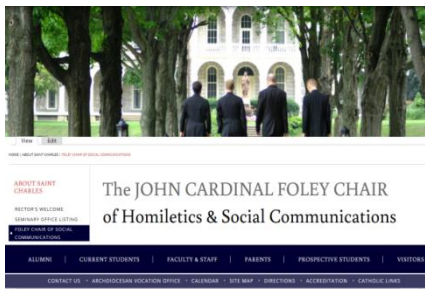 View Edit
HOME / ABOUT SAINT CHARLES / FOLEY CHAIR OF SOCIAL COMMUNICATIONS
ABOUT SAINT
CHARLES
RECTOR'S WELCOME
SEMINARY OFFICE LISTING
FOLEY CHAIR OF SOCIAL
COMMUNICATIONS
The JOHN CARDINAL FOLEY CHAIR
of Homiletics & Social Communications
ALUMNI | CURRENT STUDENTS | FACULTY & STAFF | PARENTS | PROSPECTIVE STUDENTS | VISITORS
CONTACT US • ARCHDIOCESAN VOCATION OFFICE • CALENDAR • SITE MAP • DIRECTIONS • ACCREDITATION • CATHOLIC LINKS